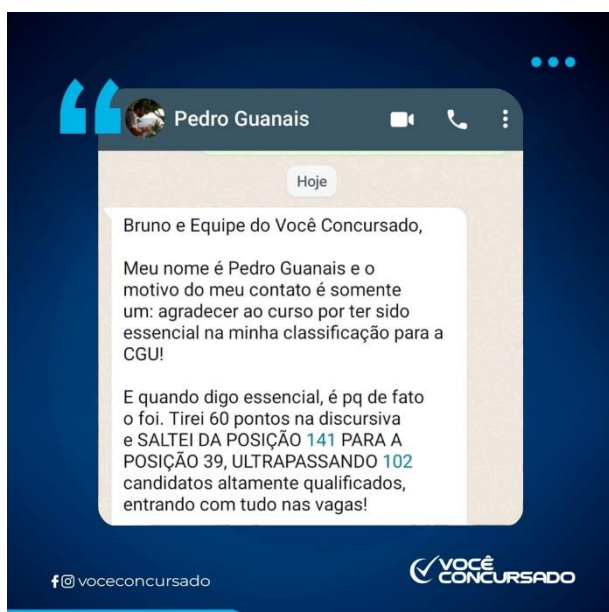 Pedro Guanais
Hoje
Bruno e Equipe do Você Concursado,
Meu nome é Pedro Guanais e o
motivo do meu contato é somente
um: agradecer ao curso por ter sido
essencial na minha classificação para a
CGU!
E quando digo essencial, é pq de fato
o foi. Tirei 60 pontos na discursiva
e SALTEI DA POSIÇÃO 141 PARA A
POSIÇÃO 39, ULTRAPASSANDO 102
candidatos altamente qualificados,
entrando com tudo nas vagas!
voceconcursado
VOCÊ
CONCURSADO